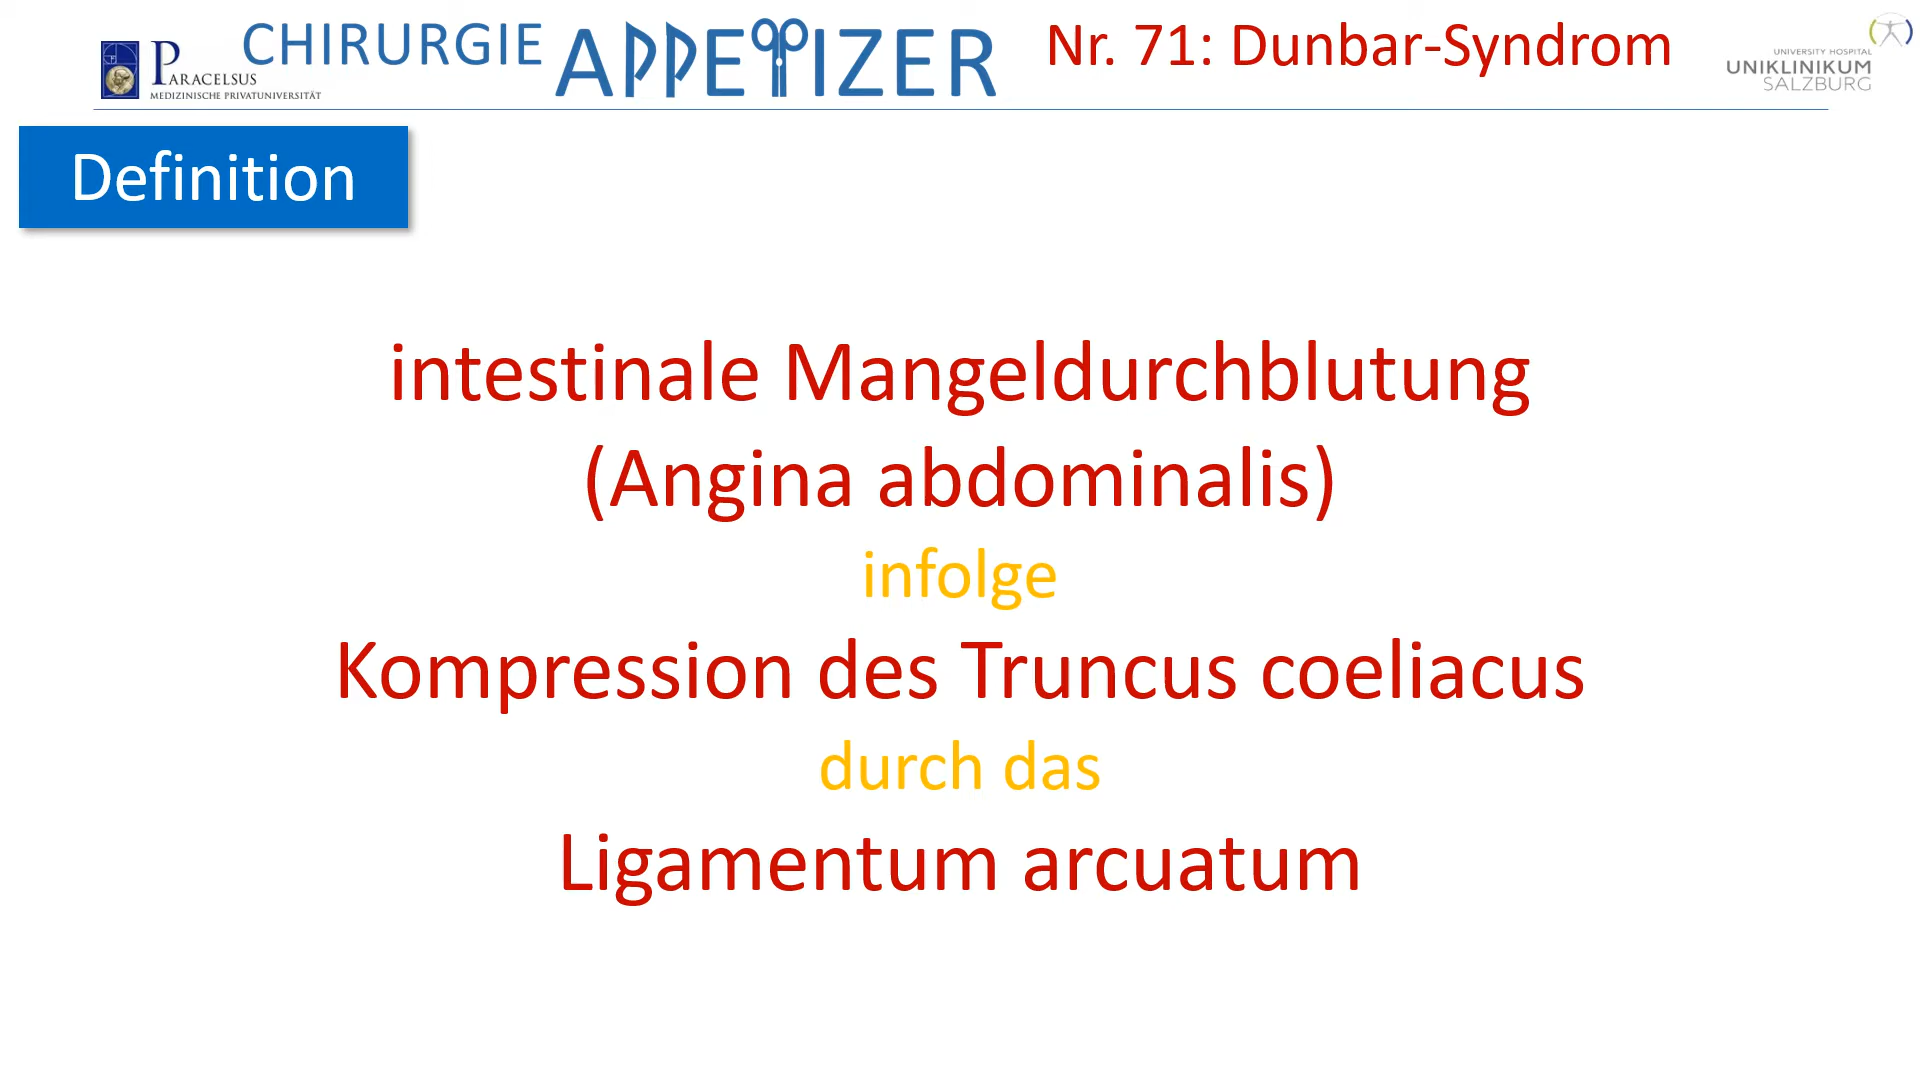 PARACELSUS
MEDIZINISCHE PRIVATUNIVERSITÄT
CHIRURGIE APPETIZER
Nr. 71: Dunbar-Syndrom
UNIVERSITY HOSPITAL
UNIKLINIKUM
SALZBURG
Definition
intestinale Mangeldurchblutung
(Angina abdominalis)
infolge
Kompression des Truncus coeliacus
durch das
Ligamentum arcuatum